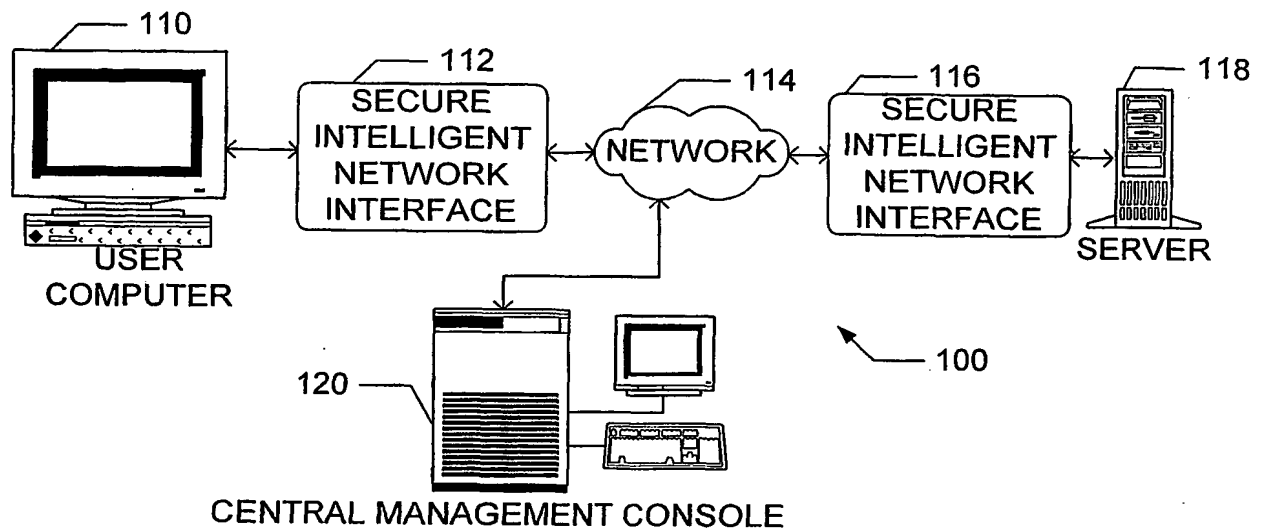 110
112
114
116
118
SECURE
INTELLIGENT
NETWORK
INTERFACE
NETWORK
SECURE
INTELLIGENT
NETWORK
INTERFACE
USER
COMPUTER
SERVER
120
100
CENTRAL MANAGEMENT CONSOLE